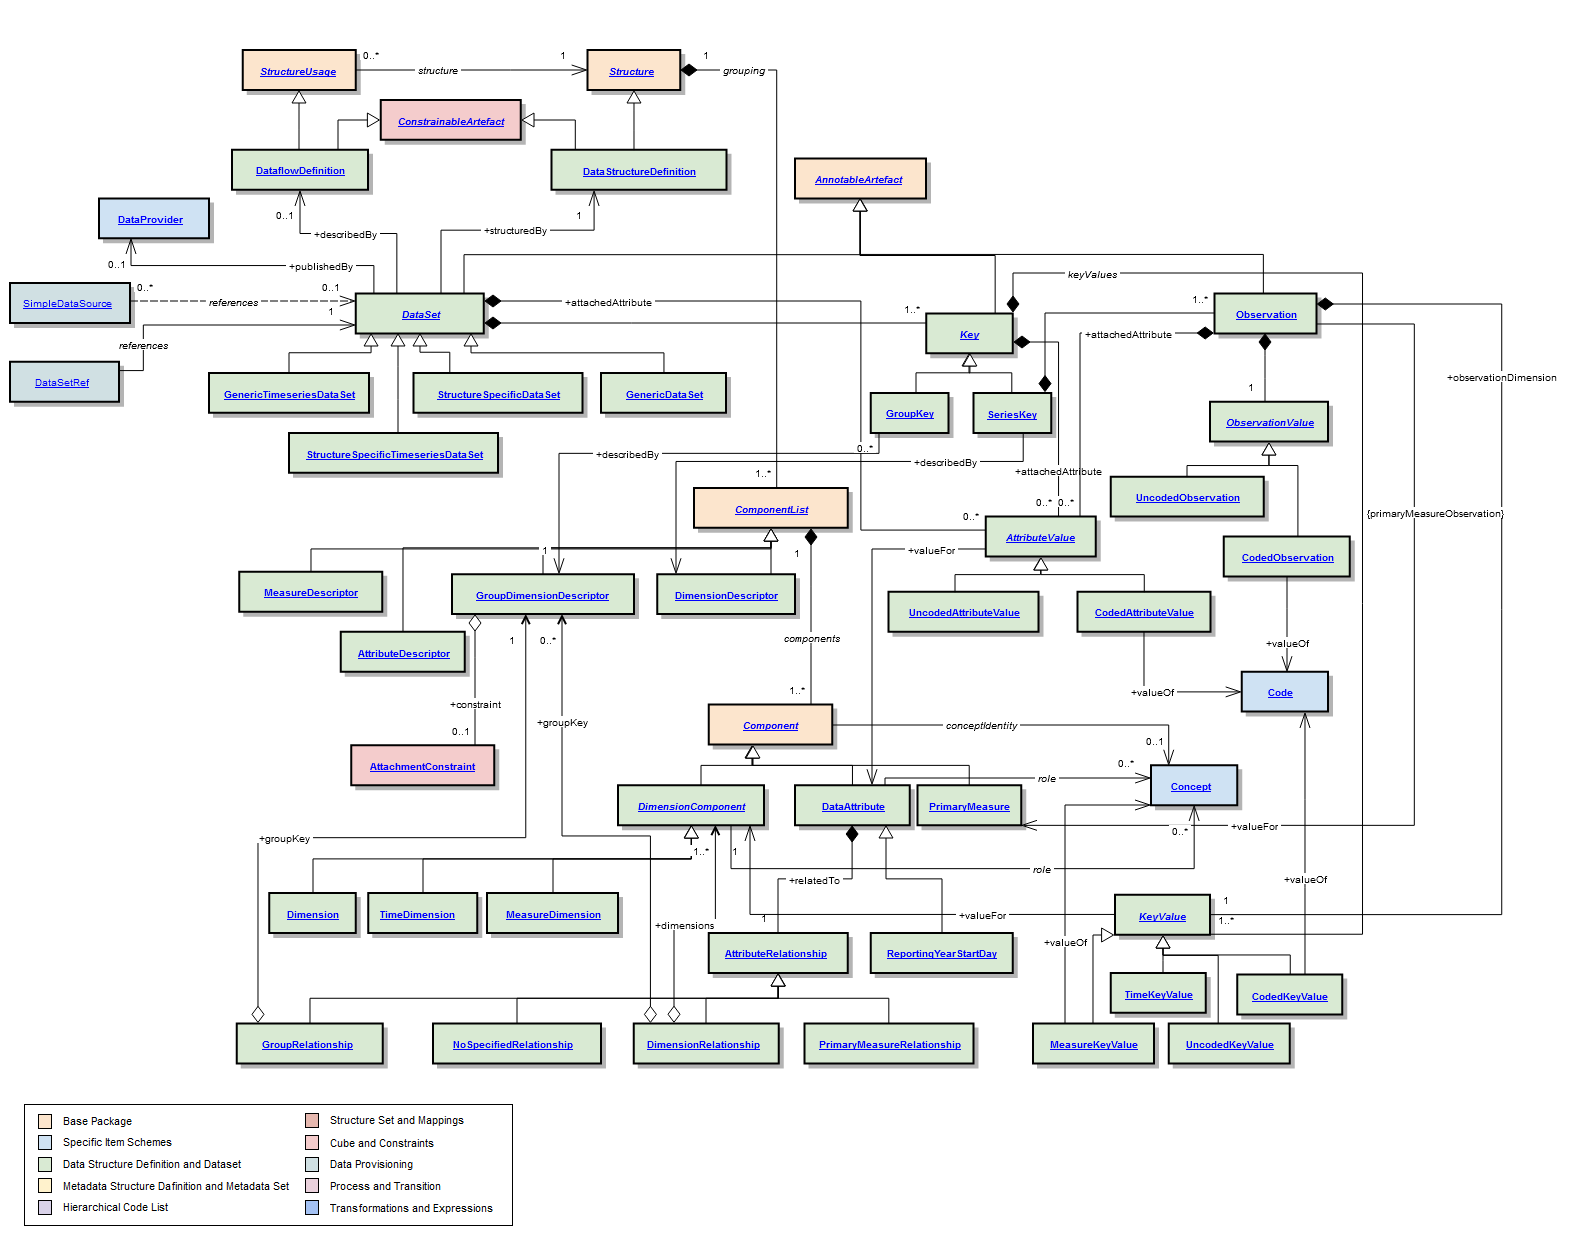 0..*
1
1
StructureUsage
structure
Structure
grouping
ConstrainableArtefact
DataflowDefinition
DataStructureDefinition
AnnotableArtefact
DataProvider
0..1
1
+describedBy
+structuredBy
0..1
+publishedBy
keyValues
SimpleDataSource
0..*
references
0..1
1
DataSet
+attachedAttribute
0..*
1..*
1..*
Key
Observation
+attachedAttribute
references
DataSetRef
GenericTimeseriesDataSet
StructureSpecificDataSet
GenericDataSet
+observationDimension
1
GroupKey
SeriesKey
ObservationValue
StructureSpecificTimeseriesDataSet
+describedBy
0..*
+describedBy
+attachedAttribute
1..*
UncodedObservation
ComponentList
0..*
0..*
0..*
{primaryMeasureObservation}
AttributeValue
1
1
+valueFor
CodedObservation
MeasureDescriptor
GroupDimensionDescriptor
DimensionDescriptor
UncodedAttributeValue
CodedAttributeValue
1
0..*
components
+valueOf
AttributeDescriptor
+constraint
+groupKey
1..*
+valueOf
Code
Component
conceptIdentity
0..1
0..1
AttachmentConstraint
0..*
role
Concept
DimensionComponent
DataAttribute
PrimaryMeasure
+groupKey
1..*
1
0..*
+valueFor
role
+relatedTo
+valueOf
Dimension
TimeDimension
MeasureDimension
1
+dimensions
+valueFor
KeyValue
1
1..*
+valueOf
AttributeRelationship
ReportingYearStartDay
TimeKeyValue
CodedKeyValue
GroupRelationship
NoSpecifiedRelationship
DimensionRelationship
PrimaryMeasureRelationship
MeasureKeyValue
UncodedKeyValue
Base Package
Structure Set and Mappings
Specific Item Schemes
Cube and Constraints
Data Structure Definition and Dataset
Data Provisioning
Metadata Structure Dafinition and Metadata Set
Process and Transition
Hierarchical Code List
Transformations and Expressions